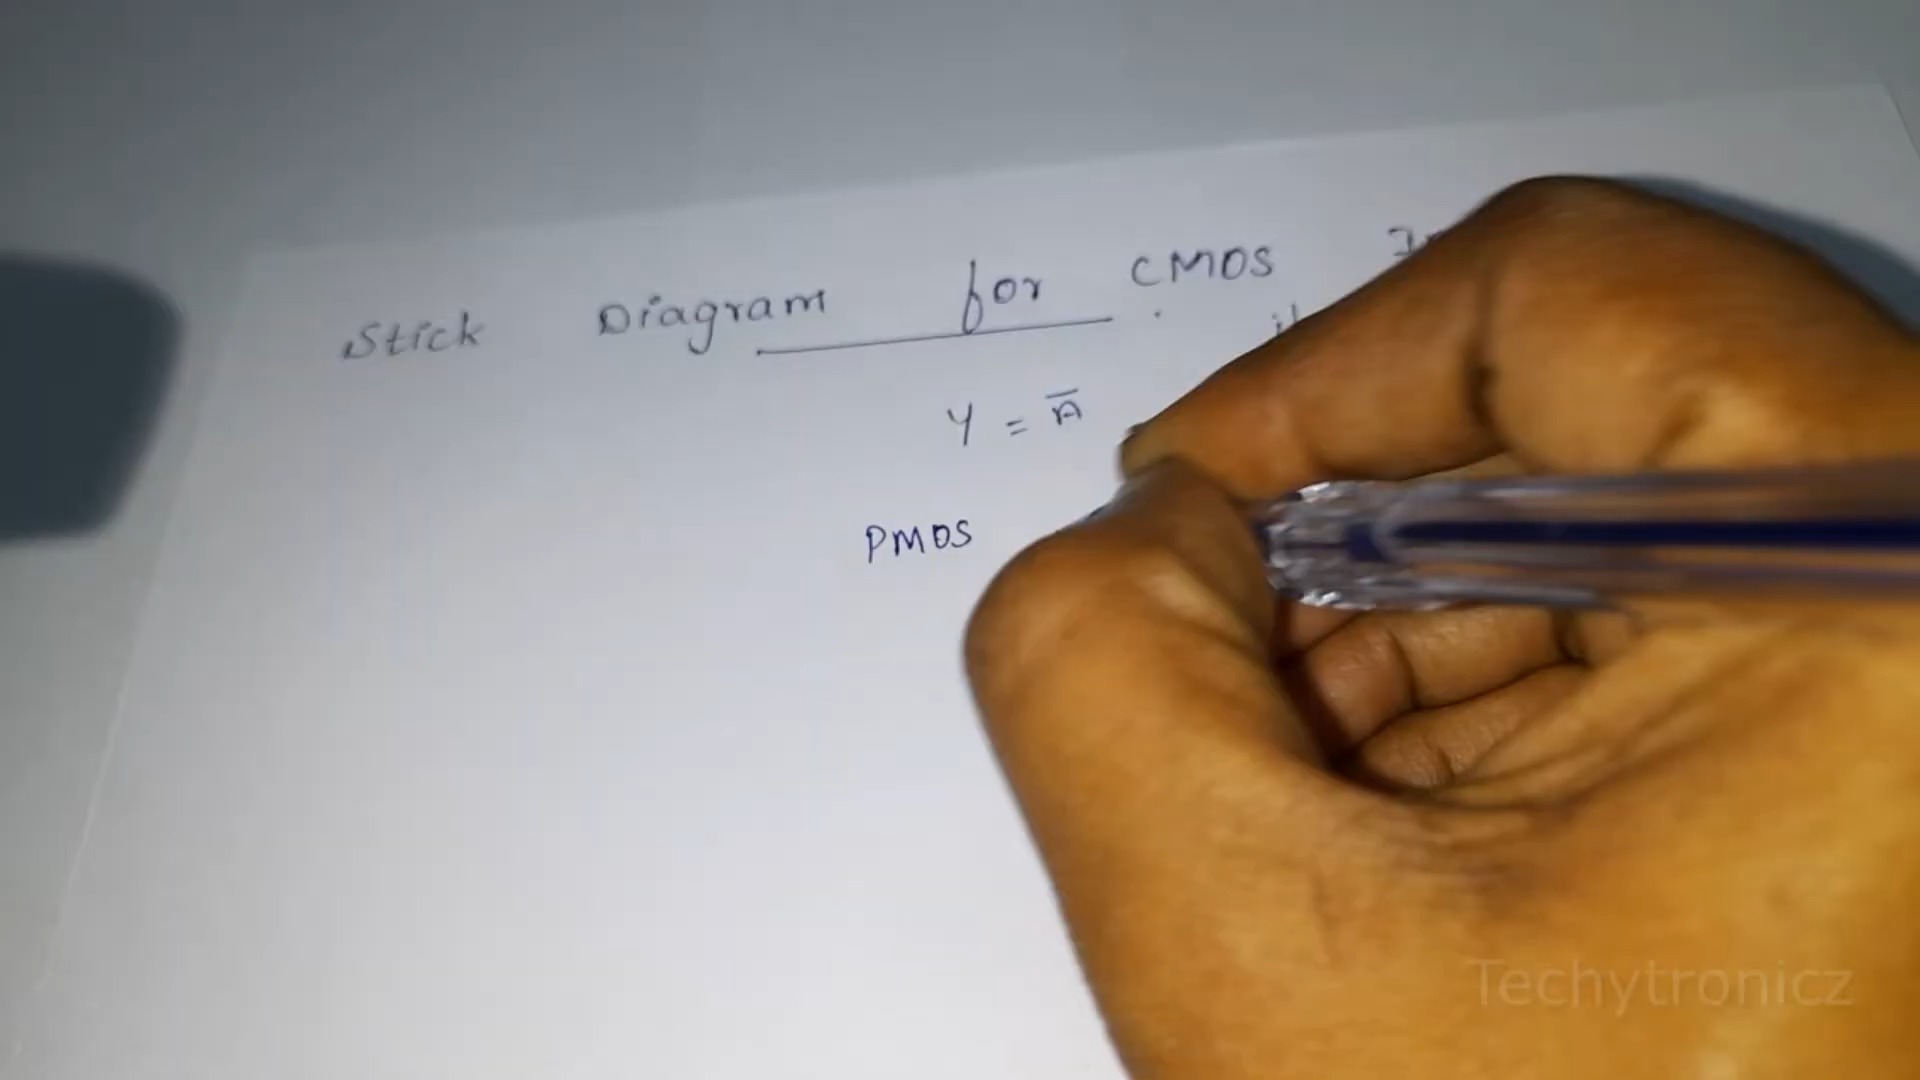 Stick Diagram for CMOS
Y = A̅
PMOS
Techytronicz